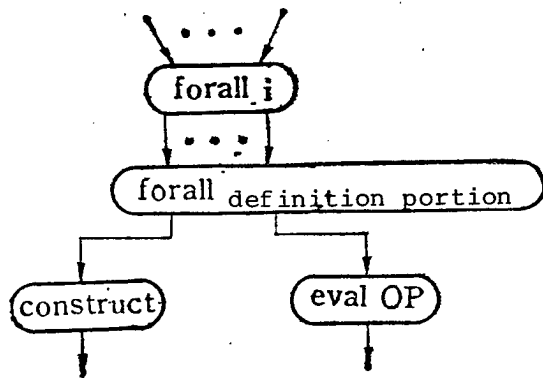 forall i
forall definition portion
construct
eval OP